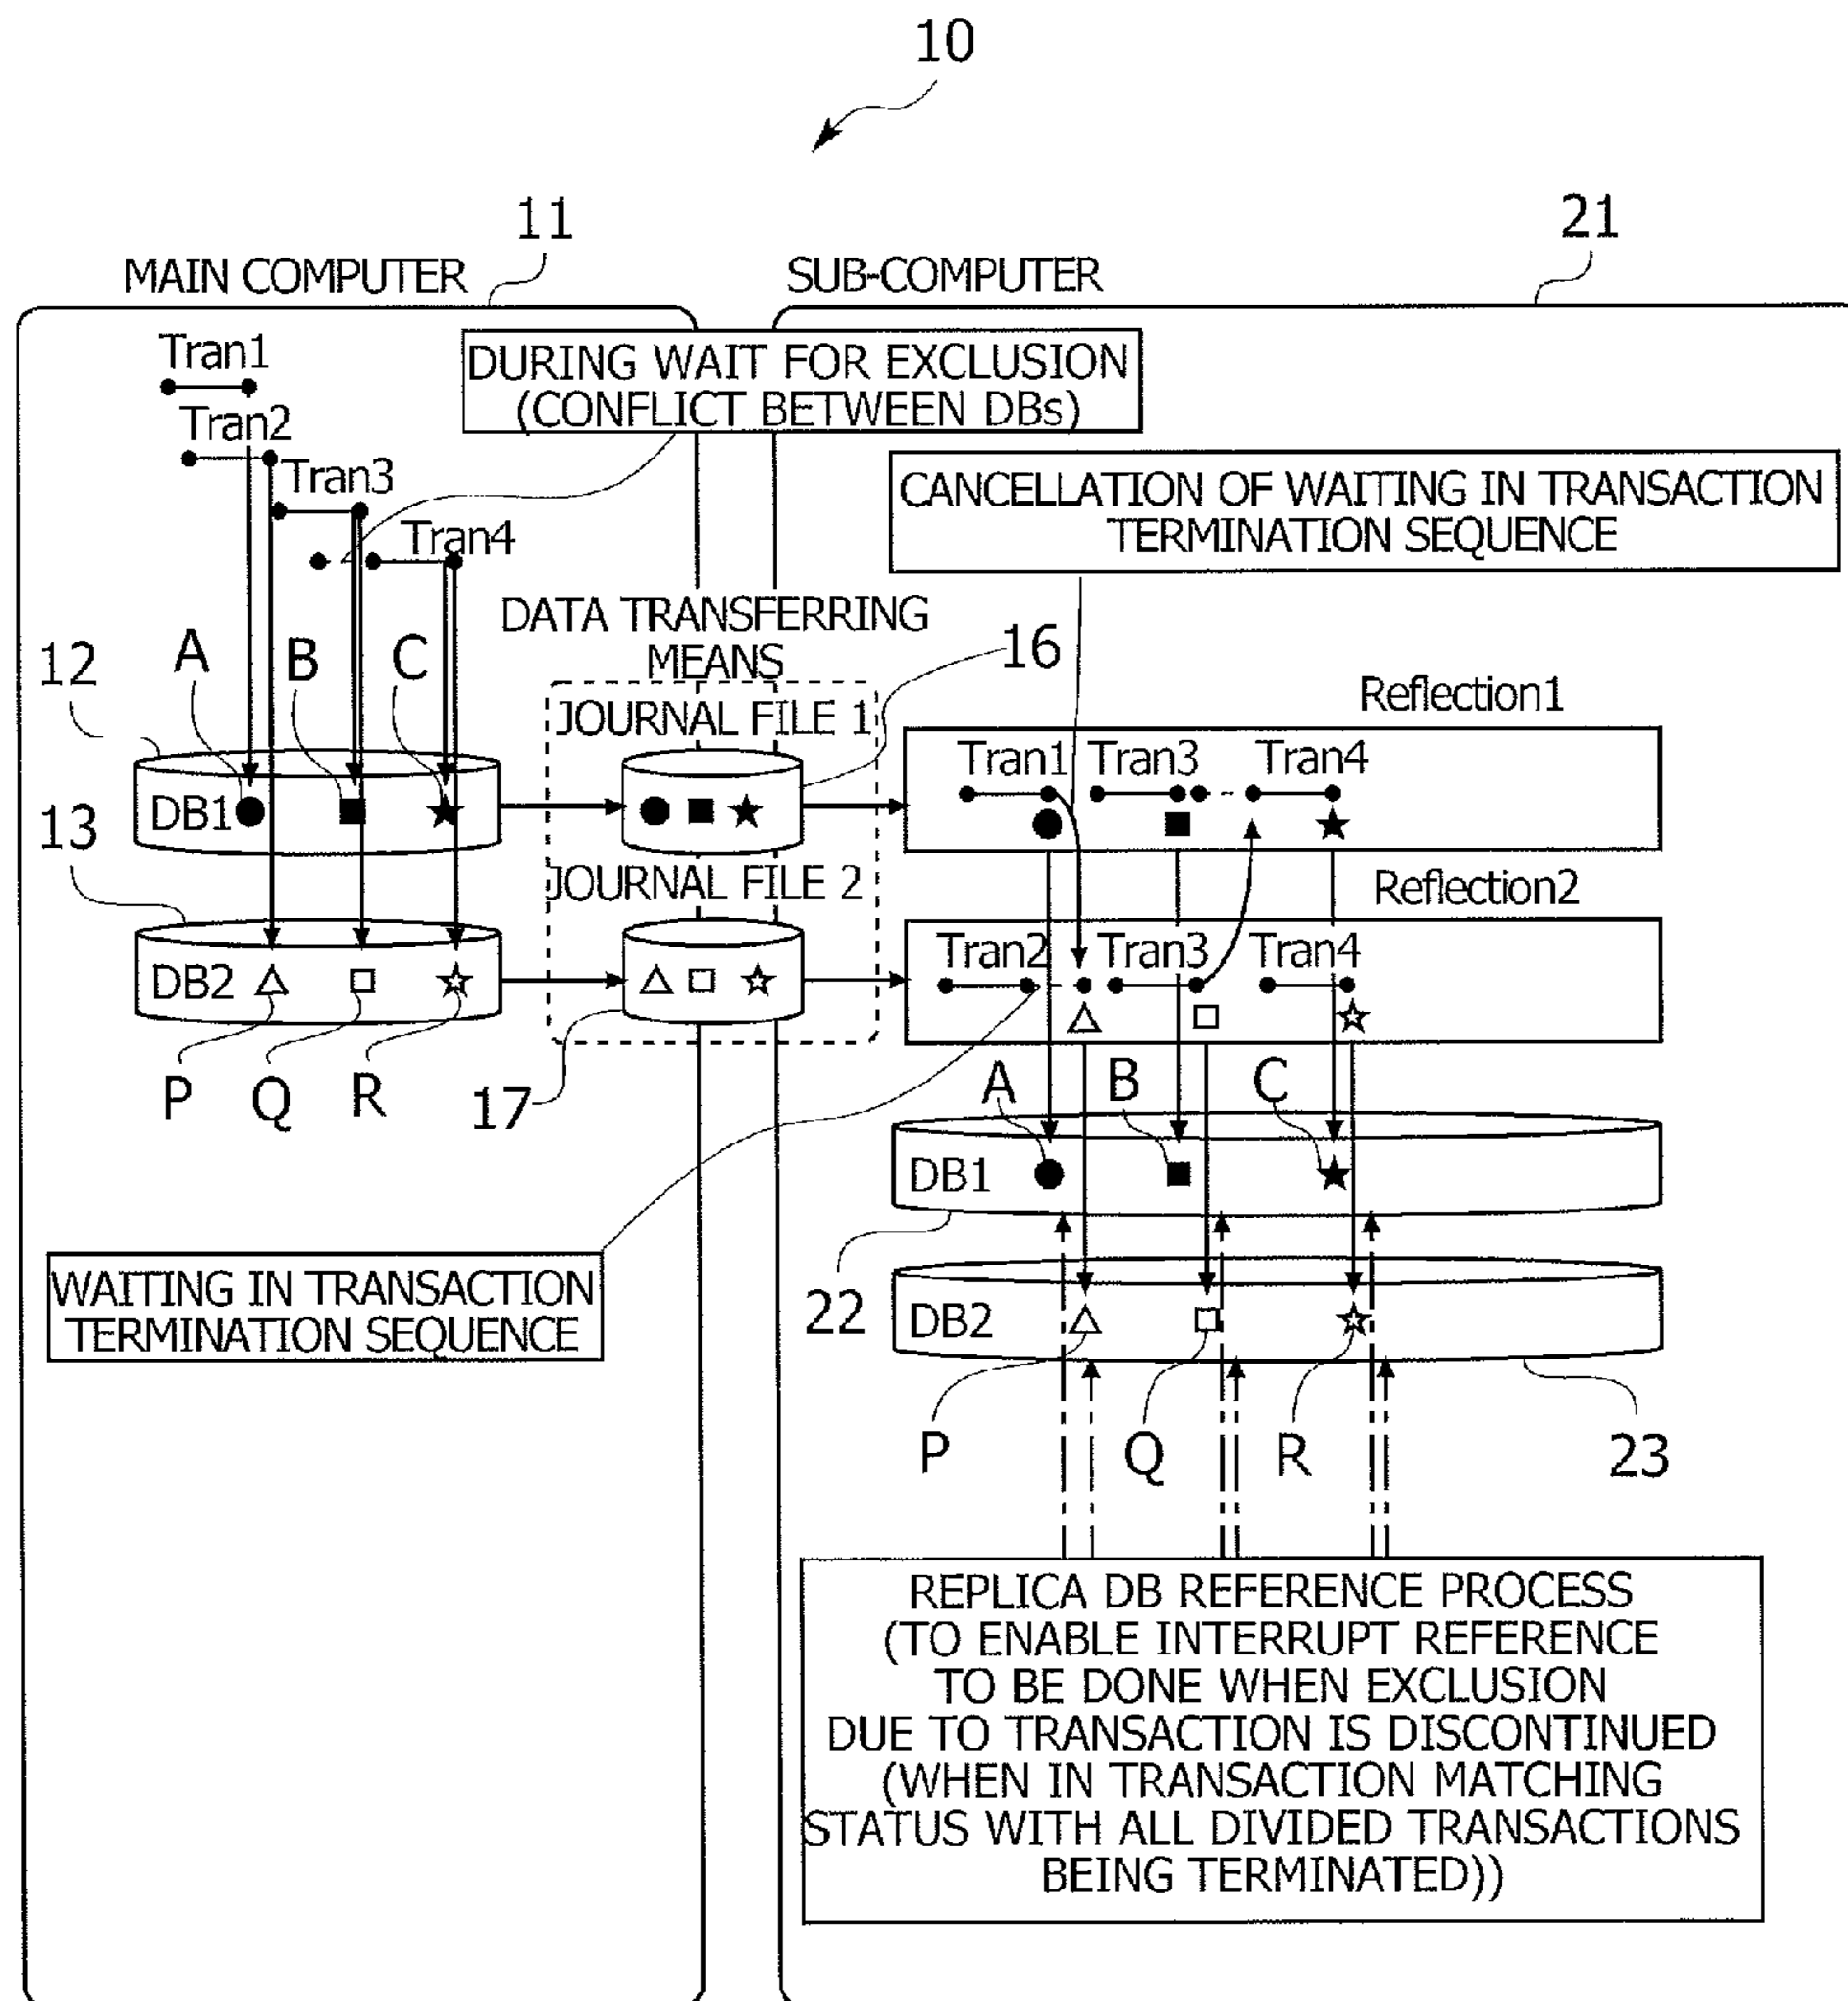 10
11
21
MAIN COMPUTER
SUB-COMPUTER
Tran1
Tran2
Tran3
Tran4
DURING WAIT FOR EXCLUSION
(CONFLICT BETWEEN DBs)
CANCELLATION OF WAITING IN TRANSACTION
TERMINATION SEQUENCE
DATA TRANSFERRING
MEANS
12
A
B
C
16
JOURNAL FILE 1
Reflection1
DB1
Tran1
Tran3
Tran4
13
JOURNAL FILE 2
Reflection2
DB2
Tran2
Tran3
Tran4
P
Q
R
17
A
B
C
DB1
WAITING IN TRANSACTION
TERMINATION SEQUENCE
22
DB2
P
Q
R
23
REPLICA DB REFERENCE PROCESS
(TO ENABLE INTERRUPT REFERENCE
TO BE DONE WHEN EXCLUSION
DUE TO TRANSACTION IS DISCONTINUED
(WHEN IN TRANSACTION MATCHING
STATUS WITH ALL DIVIDED TRANSACTIONS
BEING TERMINATED))